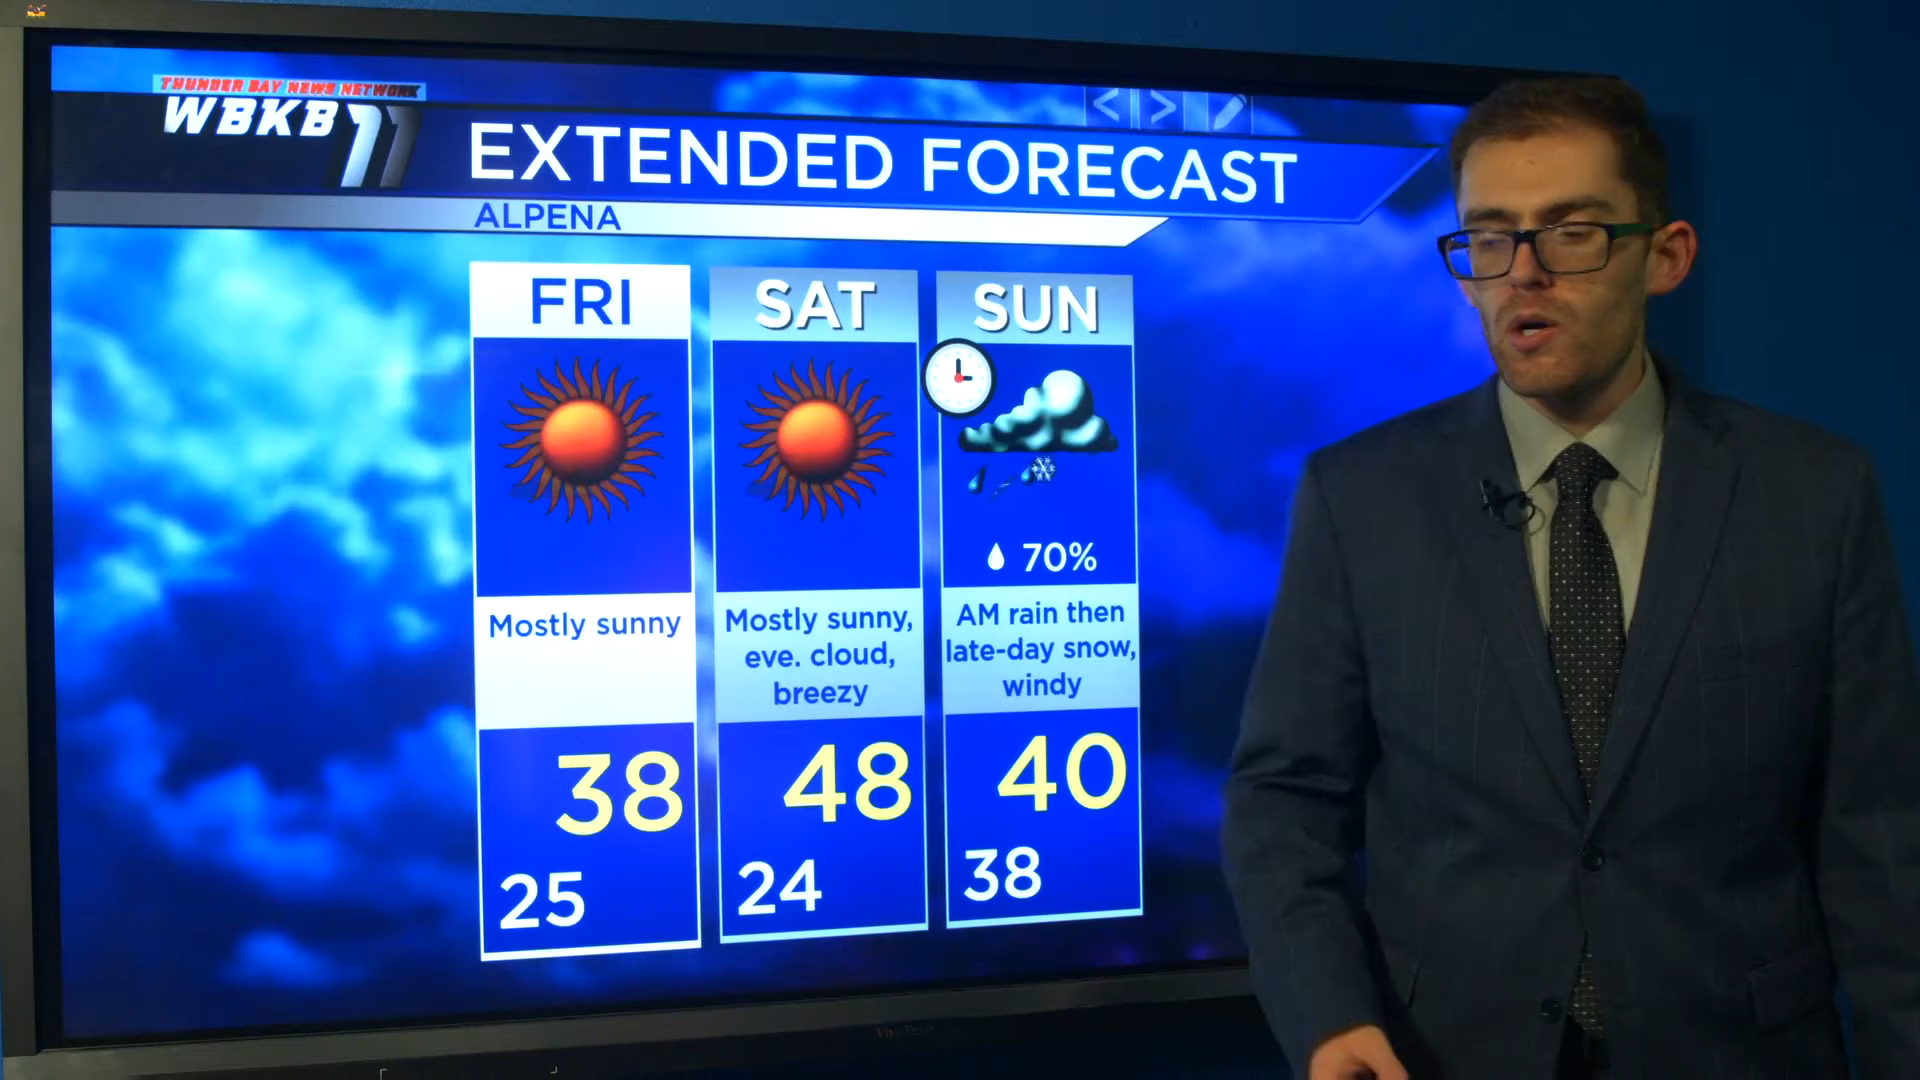 THUNDER BAY NEWS NETWORK
WBKB 11
EXTENDED FORECAST
ALPENA
FRI
SAT
SUN
70%
Mostly sunny
Mostly sunny,
eve. cloud,
breezy
AM rain then
late-day snow,
windy
38
48
40
25
24
38
ViewSonic